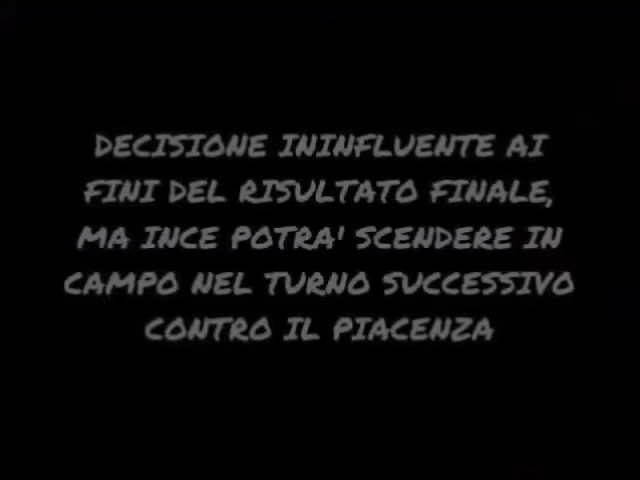 DECISIONE ININFLUENTE AI
FINI DEL RISULTATO FINALE,
MA INCE POTRA' SCENDERE IN
CAMPO NEL TURNO SUCCESSIVO
CONTRO IL PIACENZA